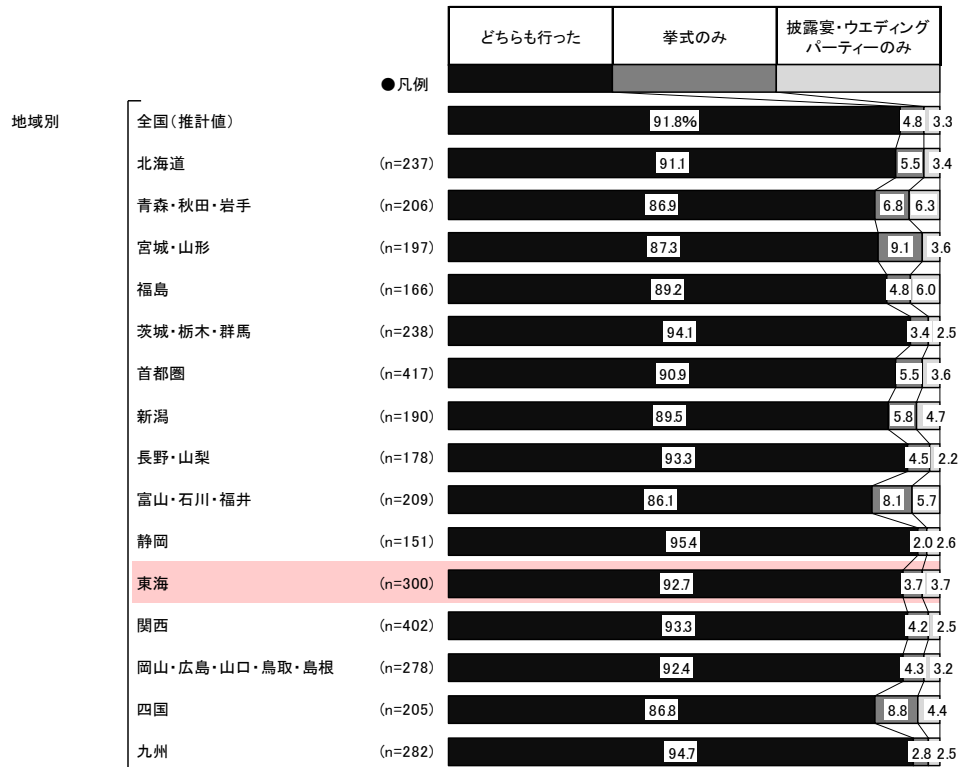 どちらも行った 挙式のみ 披露宴・ウエディング
パーティーのみ
●凡例
地域別 全国(推計値) 91.8% 4.8 3.3
北海道 (n=237) 91.1 5.5 3.4
青森・秋田・岩手 (n=206) 86.9 6.8 6.3
宮城・山形 (n=197) 87.3 9.1 3.6
福島 (n=166) 89.2 4.8 6.0
茨城・栃木・群馬 (n=238) 94.1 3.4 2.5
首都圏 (n=417) 90.9 5.5 3.6
新潟 (n=190) 89.5 5.8 4.7
長野・山梨 (n=178) 93.3 4.5 2.2
富山・石川・福井 (n=209) 86.1 8.1 5.7
静岡 (n=151) 95.4 2.0 2.6
東海 (n=300) 92.7 3.7 3.7
関西 (n=402) 93.3 4.2 2.5
岡山・広島・山口・鳥取・島根 (n=278) 92.4 4.3 3.2
四国 (n=205) 86.8 8.8 4.4
九州 (n=282) 94.7 2.8 2.5